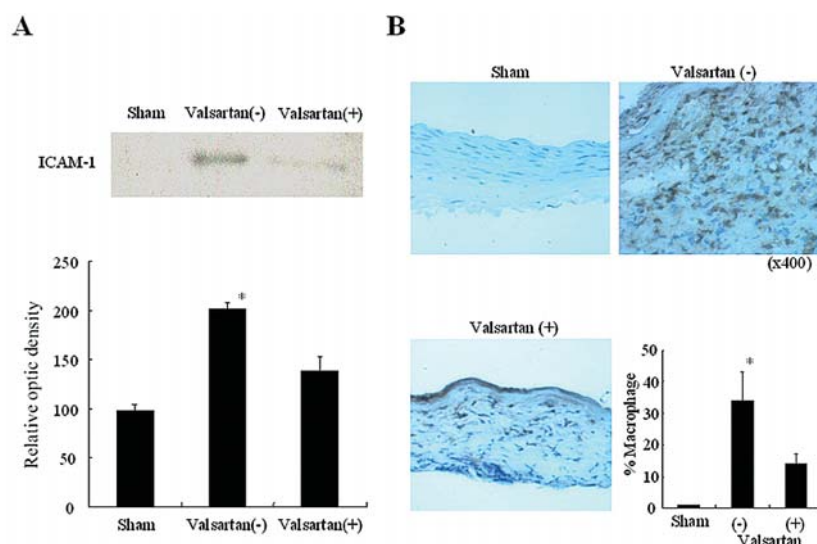 A
Sham Valsartan(-) Valsartan(+)
ICAM-1
Relative optic density
250
200
150
100
50
0
*
Sham Valsartan(-) Valsartan(+)
B
Sham Valsartan (-)
(x400)
Valsartan (+)
% Macrophage
50
40
30
20
10
0
*
Sham (-) (+)
Valsartan